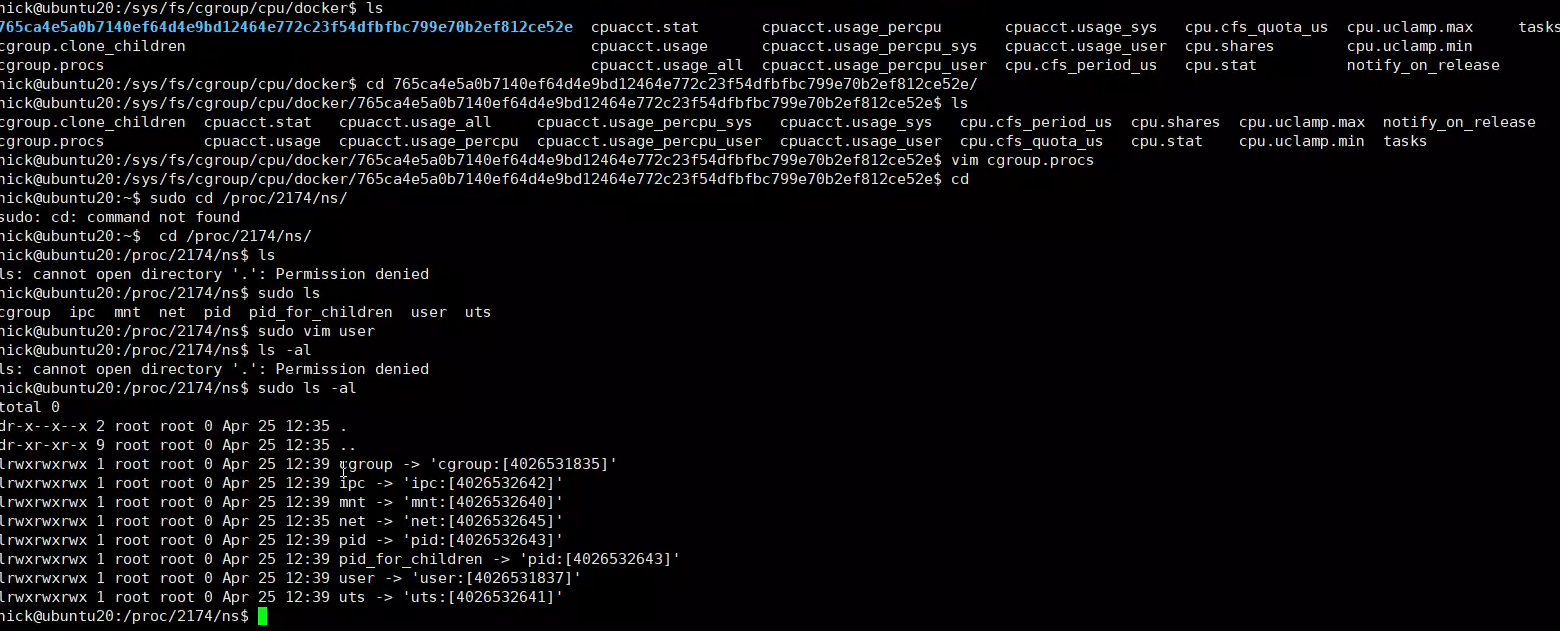 nick@ubuntu20:/sys/fs/cgroup/cpu/docker$ ls
765ca4e5a0b7140ef64d4e9bd12464e772c23f54dfbfbc799e70b2ef812ce52e cpuacct.stat cpuacct.usage_percpu cpuacct.usage_sys cpu.cfs_quota_us cpu.uclamp.max tasks
cgroup.clone_children cpuacct.usage cpuacct.usage_percpu_sys cpuacct.usage_user cpu.shares cpu.uclamp.min
cgroup.procs cpuacct.usage_all cpuacct.usage_percpu_user cpu.cfs_period_us cpu.stat notify_on_release
nick@ubuntu20:/sys/fs/cgroup/cpu/docker$ cd 765ca4e5a0b7140ef64d4e9bd12464e772c23f54dfbfbc799e70b2ef812ce52e/
nick@ubuntu20:/sys/fs/cgroup/cpu/docker/765ca4e5a0b7140ef64d4e9bd12464e772c23f54dfbfbc799e70b2ef812ce52e$ ls
cgroup.clone_children cpuacct.stat cpuacct.usage_all cpuacct.usage_percpu_sys cpuacct.usage_sys cpu.cfs_period_us cpu.shares cpu.uclamp.max notify_on_release
cgroup.procs cpuacct.usage cpuacct.usage_percpu cpuacct.usage_percpu_user cpuacct.usage_user cpu.cfs_quota_us cpu.stat cpu.uclamp.min tasks
nick@ubuntu20:/sys/fs/cgroup/cpu/docker/765ca4e5a0b7140ef64d4e9bd12464e772c23f54dfbfbc799e70b2ef812ce52e$ vim cgroup.procs
nick@ubuntu20:/sys/fs/cgroup/cpu/docker/765ca4e5a0b7140ef64d4e9bd12464e772c23f54dfbfbc799e70b2ef812ce52e$ cd
nick@ubuntu20:~$ sudo cd /proc/2174/ns/
sudo: cd: command not found
nick@ubuntu20:~$  cd /proc/2174/ns/
nick@ubuntu20:/proc/2174/ns$ ls
ls: cannot open directory '.': Permission denied
nick@ubuntu20:/proc/2174/ns$ sudo ls
cgroup ipc mnt net pid pid_for_children user uts
nick@ubuntu20:/proc/2174/ns$ sudo vim user
nick@ubuntu20:/proc/2174/ns$ ls -al
ls: cannot open directory '.': Permission denied
nick@ubuntu20:/proc/2174/ns$ sudo ls -al
total 0
dr-x--x--x 2 root root 0 Apr 25 12:35 .
dr-xr-xr-x 9 root root 0 Apr 25 12:35 ..
lrwxrwxrwx 1 root root 0 Apr 25 12:39 cgroup -> 'cgroup:[4026531835]'
lrwxrwxrwx 1 root root 0 Apr 25 12:39 ipc -> 'ipc:[4026532642]'
lrwxrwxrwx 1 root root 0 Apr 25 12:39 mnt -> 'mnt:[4026532640]'
lrwxrwxrwx 1 root root 0 Apr 25 12:35 net -> 'net:[4026532645]'
lrwxrwxrwx 1 root root 0 Apr 25 12:39 pid -> 'pid:[4026532643]'
lrwxrwxrwx 1 root root 0 Apr 25 12:39 pid_for_children -> 'pid:[4026532643]'
lrwxrwxrwx 1 root root 0 Apr 25 12:39 user -> 'user:[4026531837]'
lrwxrwxrwx 1 root root 0 Apr 25 12:39 uts -> 'uts:[4026532641]'
nick@ubuntu20:/proc/2174/ns$